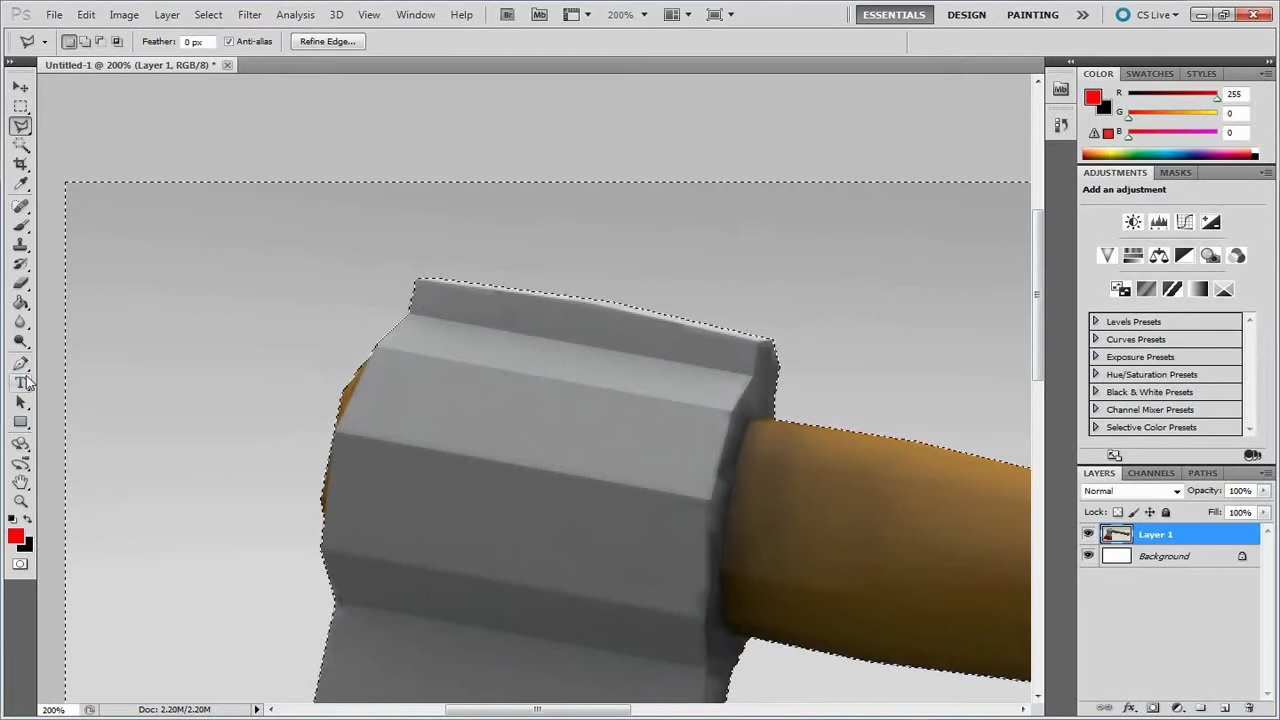 Ps File Edit Image Layer Select Filter Analysis 3D View Window Help Br Mb 200% ESSENTIALS DESIGN PAINTING CS Live
Feather: 0 px Anti-alias Refine Edge...
Untitled-1 @ 200% (Layer 1, RGB/8) *
COLOR SWATCHES STYLES
R 255
G 0
B 0
ADJUSTMENTS MASKS
Add an adjustment
Levels Presets
Curves Presets
Exposure Presets
Hue/Saturation Presets
Black & White Presets
Channel Mixer Presets
Selective Color Presets
LAYERS CHANNELS PATHS
Normal Opacity: 100%
Lock: Fill: 100%
Layer 1
Background
200% Doc: 2.20M/2.20M